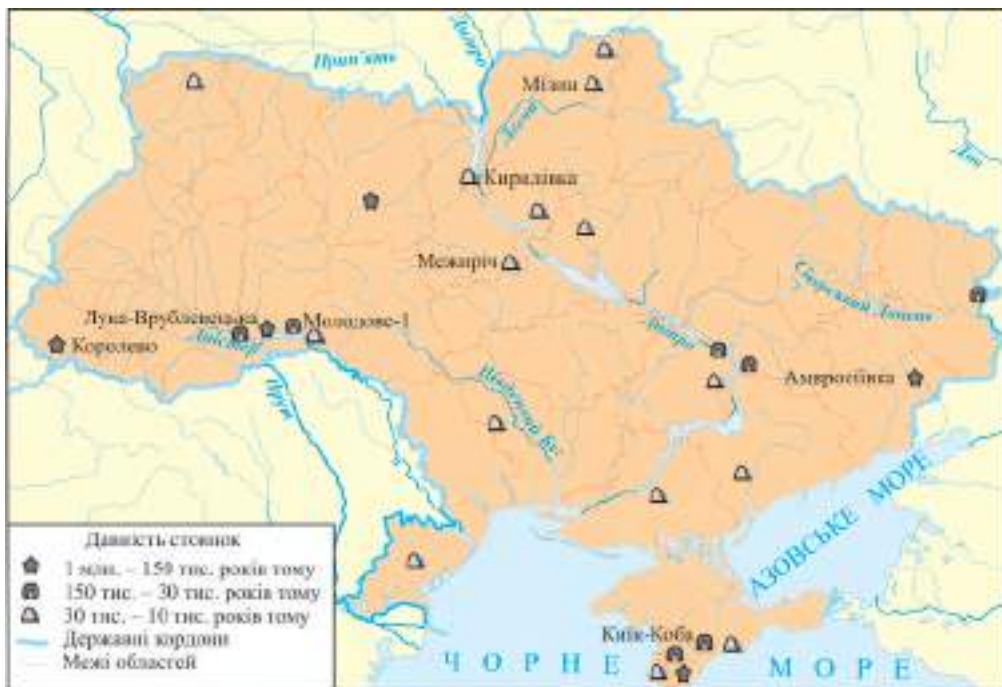 Прип'ять
Дніпро
Мізин
Десна
Кирилівка
Межиріч
Сіверський Донець
Лука-Врублевецька
Молодове-1
Дністер
Королево
Дніпро
Амвросіївка
Прут
Південний Буг
АЗОВСЬКЕ МОРЕ
Давність стоянок
1 млн. – 150 тис. років тому
150 тис. – 30 тис. років тому
30 тис. – 10 тис. років тому
Державні кордони
Межі областей
Киїк-Коба
ЧОРНЕ МОРЕ